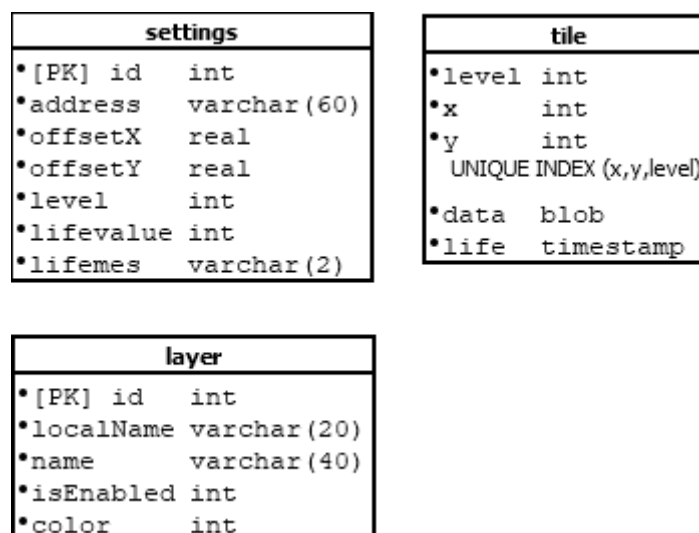 settings
•[PK] id int
•address varchar(60)
•offsetX real
•offsetY real
•level int
•lifevalue int
•lifemes varchar(2)
tile
•level int
•x int
•y int
UNIQUE INDEX (x,y,level)
•data blob
•life timestamp
layer
•[PK] id int
•localName varchar(20)
•name varchar(40)
•isEnabled int
•color int